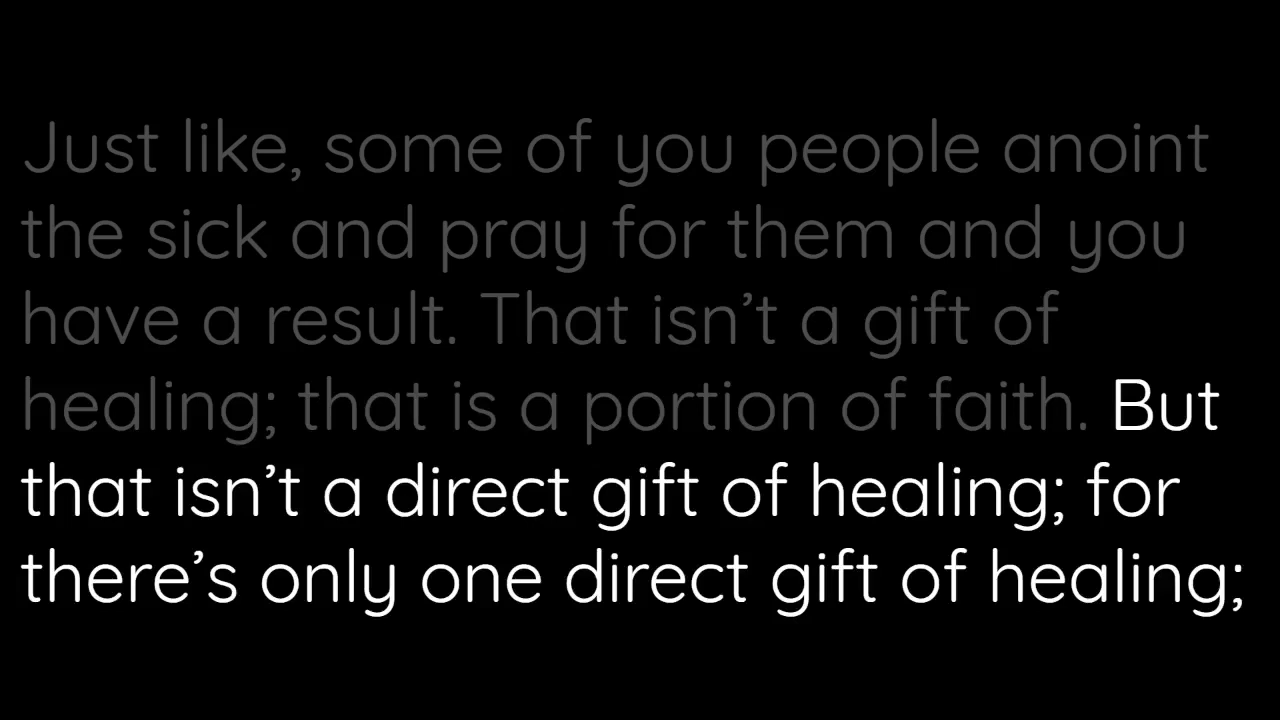 Just like, some of you people anoint
the sick and pray for them and you
have a result. That isn’t a gift of
healing; that is a portion of faith. But
that isn’t a direct gift of healing; for
there’s only one direct gift of healing;